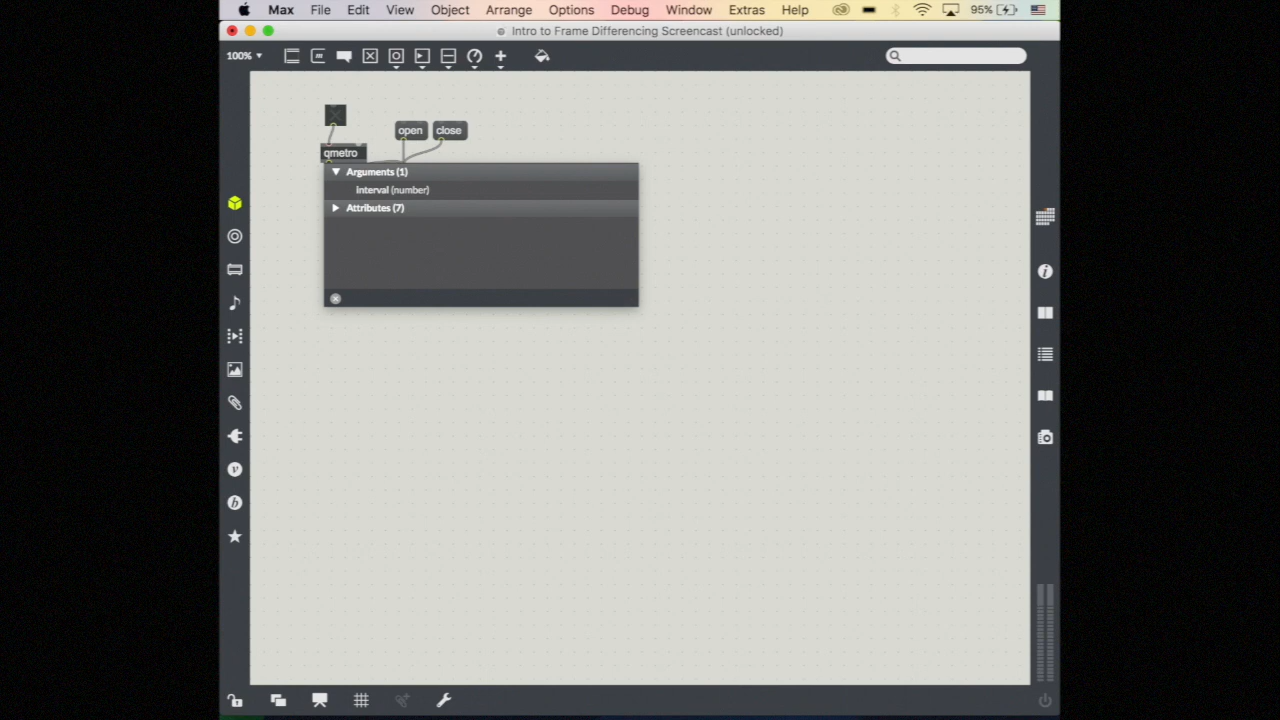 Max File Edit View Object Arrange Options Debug Window Extras Help 95%
Intro to Frame Differencing Screencast (unlocked)
100%
open close
qmetro
Arguments (1)
Interval (number)
Attributes (7)